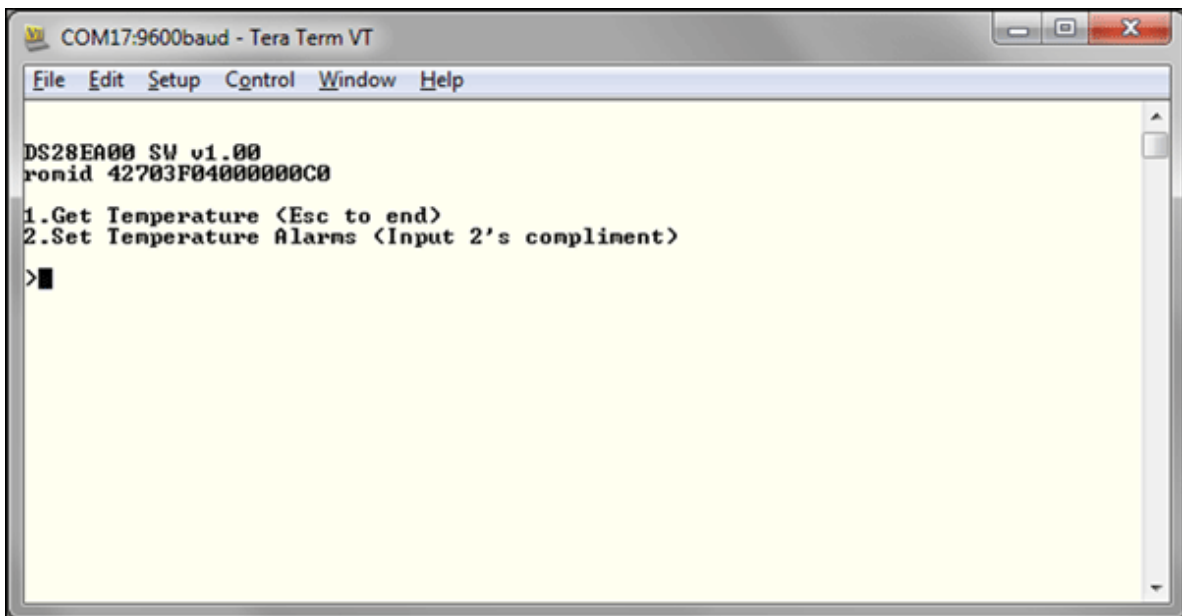 COM17:9600baud - Tera Term VT
File Edit Setup Control Window Help
DS28EA00 SW v1.00
romid 42703F04000000C0
1.Get Temperature (Esc to end)
2.Set Temperature Alarms (Input 2's compliment)
>